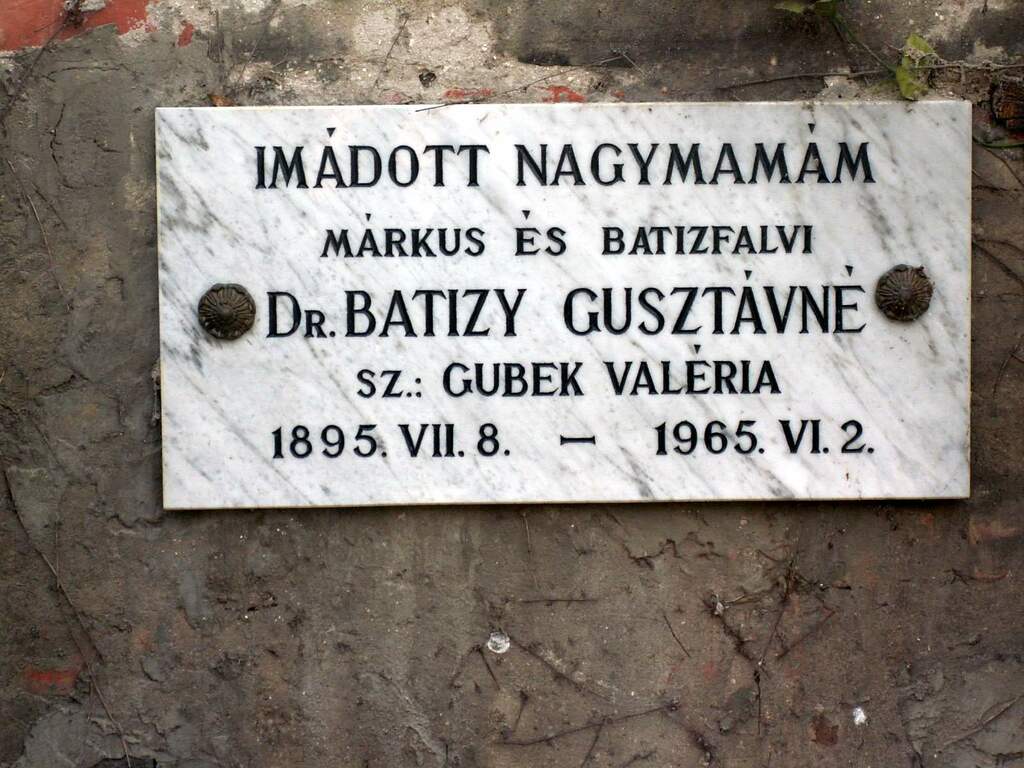 IMÁDOTT NAGYMAMÁM
MÁRKUS ÉS BATIZFALVI
DR. BATIZY GUSZTÁVNÉ
SZ.: GUBEK VALÉRIA
1895. VII. 8. – 1965. VI. 2.